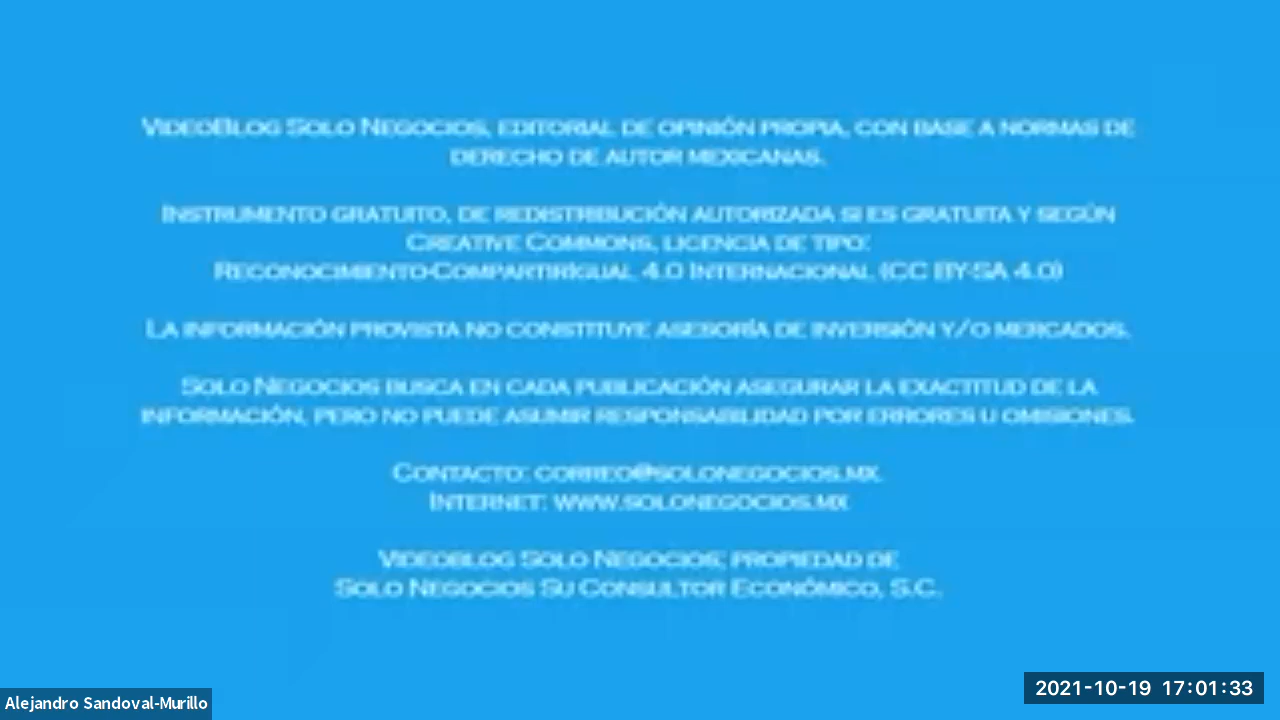 VideoBlog Solo Negocios, editorial de opinión propia, con base a normas de
derecho de autor mexicanas.
Instrumento gratuito, de redistribución autorizada si es gratuita y según
Creative Commons, licencia de tipo:
Reconocimiento-CompartirIgual 4.0 Internacional (CC BY-SA 4.0)
La información provista no constituye asesoría de inversión y/o mercados.
Solo Negocios busca en cada publicación asegurar la exactitud de la
información, pero no puede asumir responsabilidad por errores u omisiones.
Contacto: correo@solonegocios.mx.
Internet: www.solonegocios.mx
Videoblog Solo Negocios; propiedad de
Solo Negocios Su Consultor Económico, S.C.
Alejandro Sandoval-Murillo
2021-10-19 17:01:33